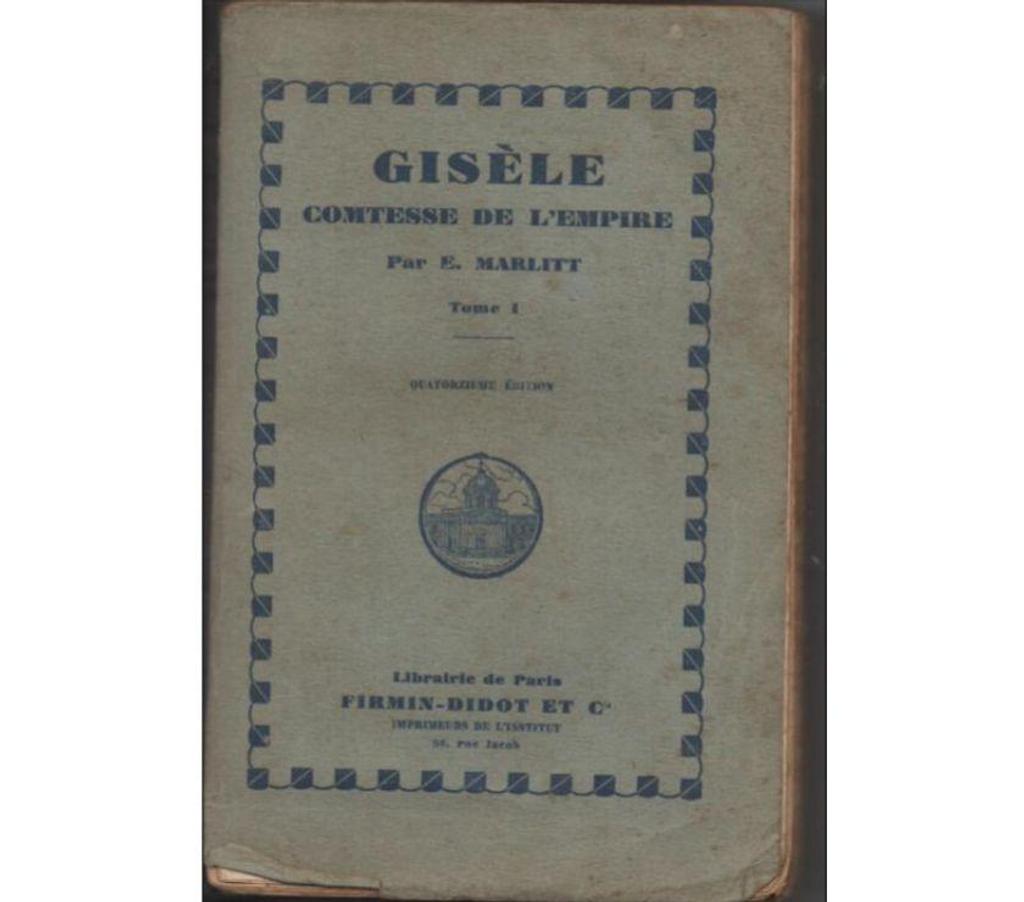 GISÈLE
COMTESSE DE L'EMPIRE
Par E. MARLITT
Tome I
QUATORZIÈME ÉDITION
Librairie de Paris
FIRMIN-DIDOT ET Cie
IMPRIMEURS DE L'INSTITUT
56, rue Jacob